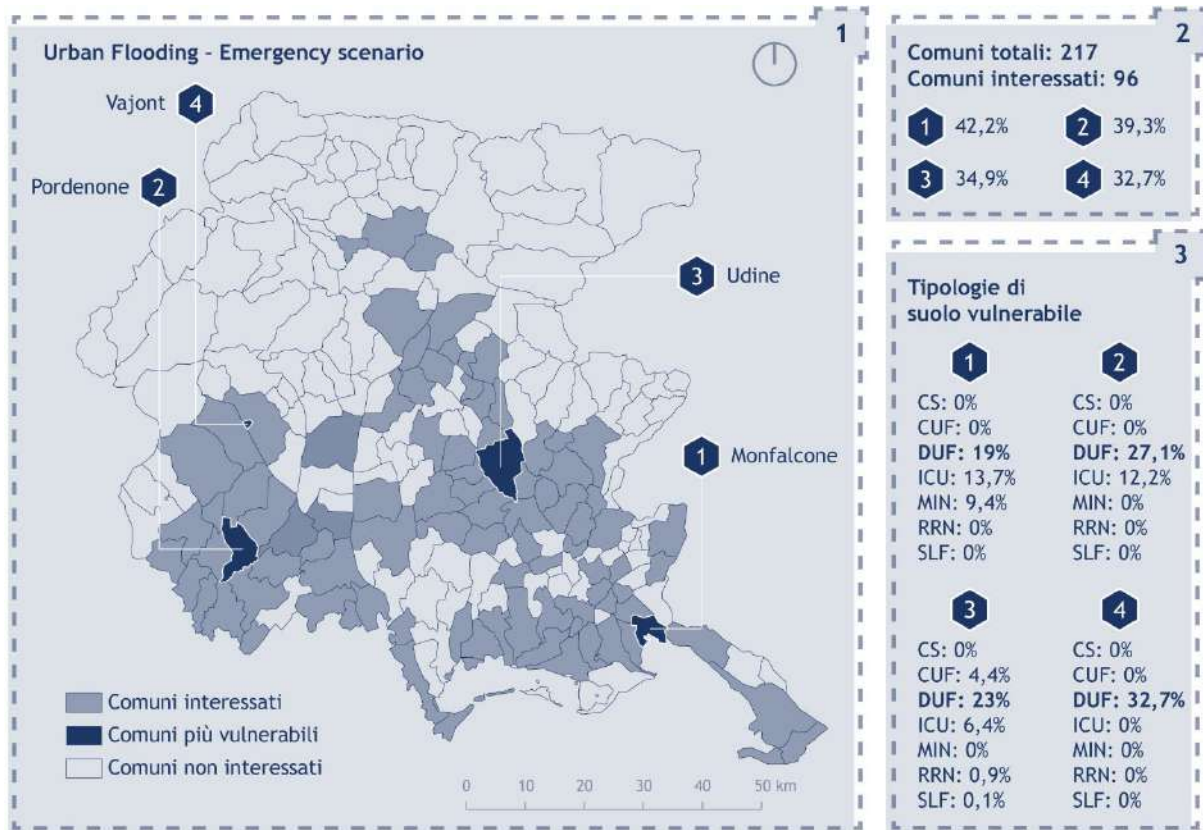 1
Urban Flooding - Emergency scenario
Vajont
4
Pordenone
2
3
Udine
1
Monfalcone
Comuni interessati
Comuni più vulnerabili
Comuni non interessati
0 10 20 30 40 50 km
2
Comuni totali: 217
Comuni interessati: 96
1 42,2% 2 39,3%
3 34,9% 4 32,7%
3
Tipologie di
suolo vulnerabile
1
CS: 0%
CUF: 0%
DUF: 19%
ICU: 13,7%
MIN: 9,4%
RRN: 0%
SLF: 0%
2
CS: 0%
CUF: 0%
DUF: 27,1%
ICU: 12,2%
MIN: 0%
RRN: 0%
SLF: 0%
3
CS: 0%
CUF: 4,4%
DUF: 23%
ICU: 6,4%
MIN: 0%
RRN: 0,9%
SLF: 0,1%
4
CS: 0%
CUF: 0%
DUF: 32,7%
ICU: 0%
MIN: 0%
RRN: 0%
SLF: 0%